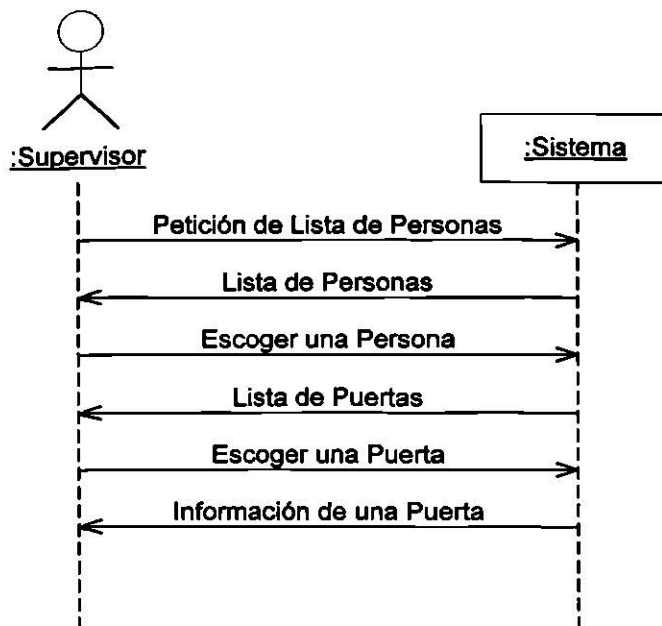 :Supervisor
:Sistema
Petición de Lista de Personas
Lista de Personas
Escoger una Persona
Lista de Puertas
Escoger una Puerta
Información de una Puerta